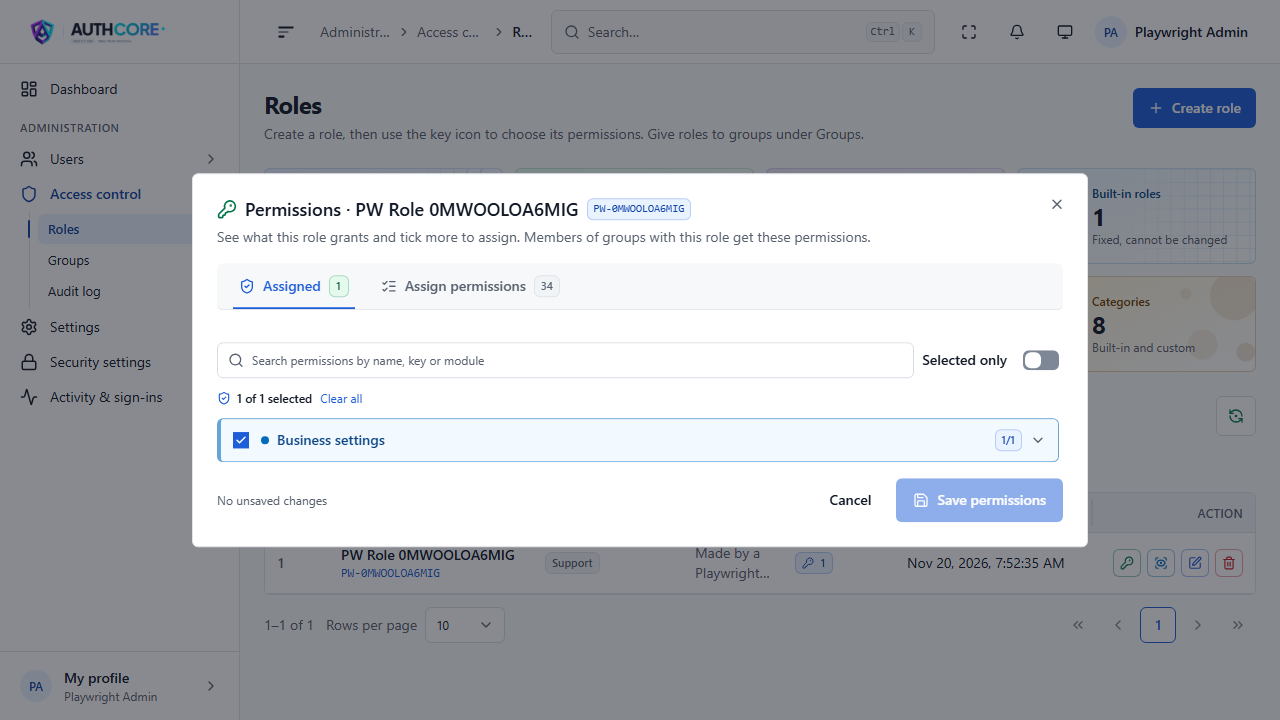 AUTHCORE
Administr...
Access c...
R...
Search...
Ctrl
K
PA
Playwright Admin
Dashboard
ADMINISTRATION
Users
Access control
Roles
Groups
Audit log
Settings
Security settings
Activity & sign-ins
PA
My profile
Playwright Admin
Roles
Create a role, then use the key icon to choose its permissions. Give roles to groups under Groups.
Create role
Built-in roles
1
Fixed, cannot be changed
Categories
8
Built-in and custom
Permissions · PW Role 0MWOOLOA6MIG
PW-0MWOOLOA6MIG
See what this role grants and tick more to assign. Members of groups with this role get these permissions.
Assigned
1
Assign permissions
34
Search permissions by name, key or module
Selected only
1 of 1 selected
Clear all
Business settings
1/1
No unsaved changes
Cancel
Save permissions
ACTION
1
PW Role 0MWOOLOA6MIG
PW-0MWOOLOA6MIG
Support
Made by a
Playwright...
1
Nov 20, 2026, 7:52:35 AM
1–1 of 1
Rows per page
10
1